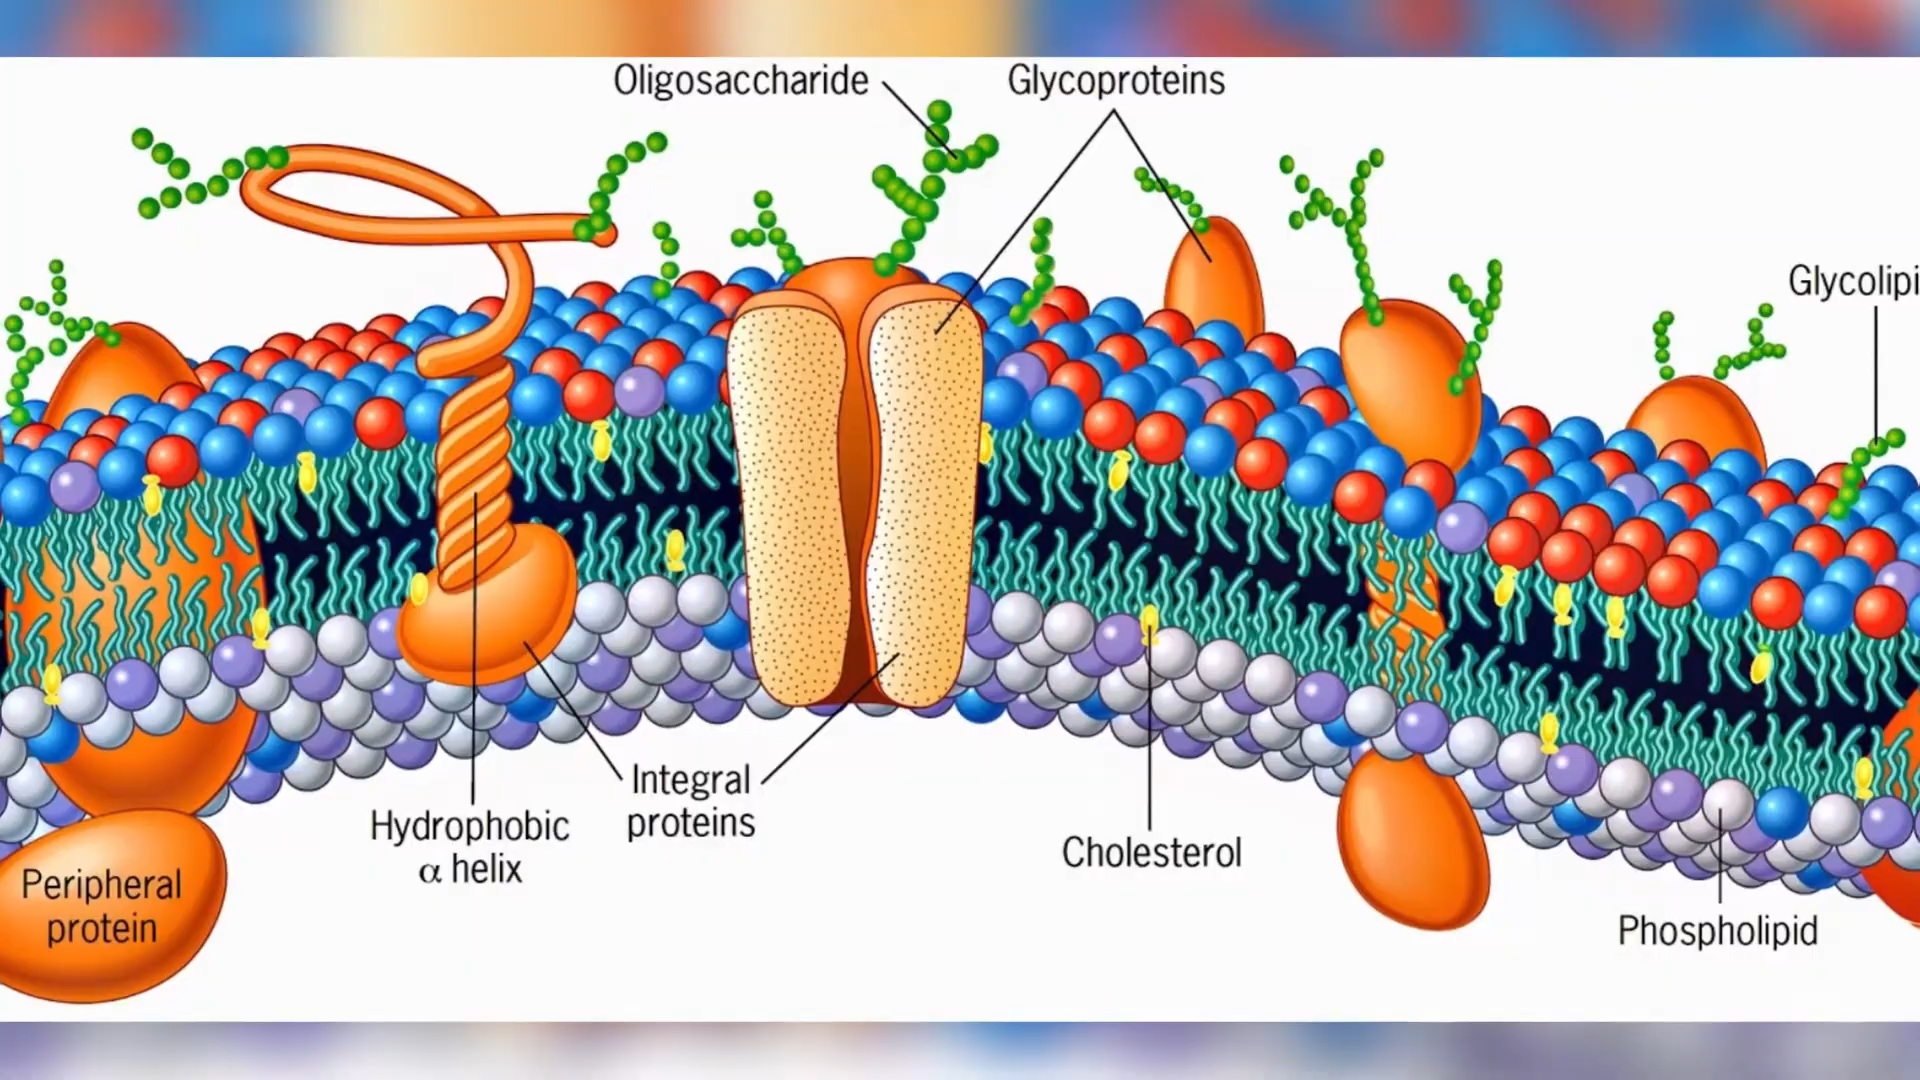 Oligosaccharide
Glycoproteins
Glycolipi
Integral
proteins
Hydrophobic
α helix
Cholesterol
Peripheral
protein
Phospholipid